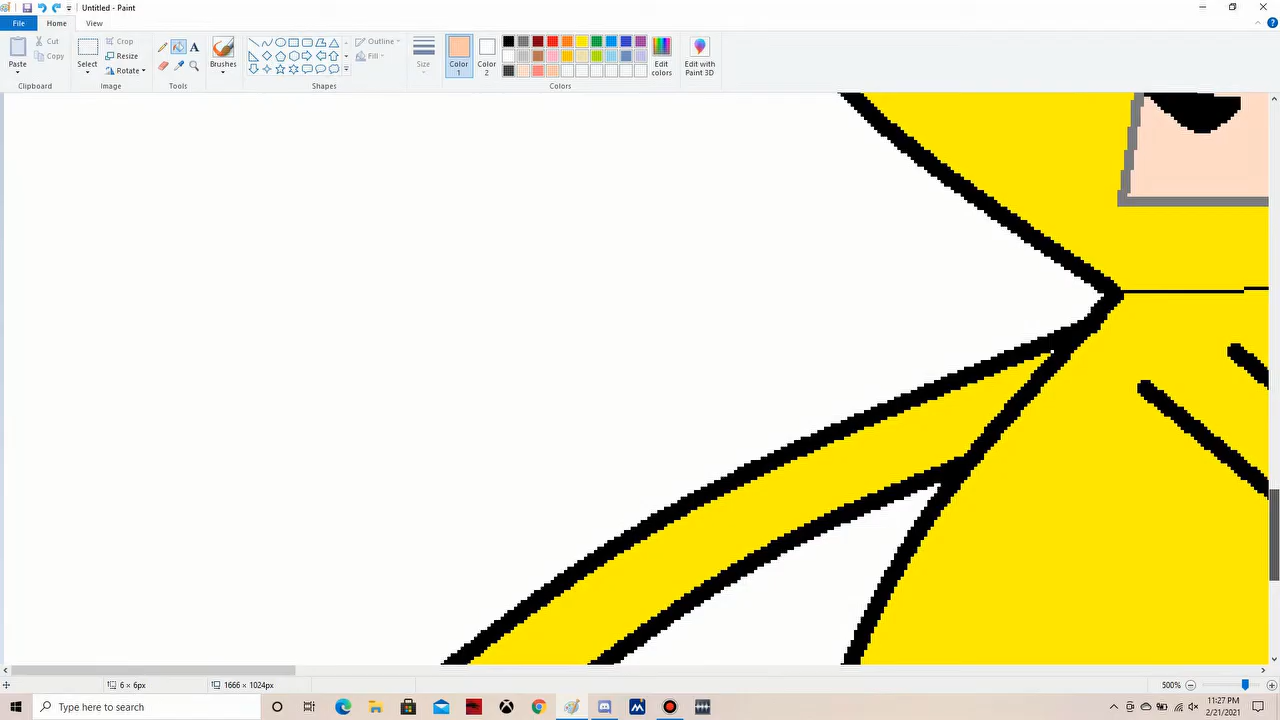 Untitled - Paint
File
Home
View
Paste
Cut
Copy
Clipboard
Select
Crop
Resize
Rotate
Image
A
Tools
Brushes
Shapes
Outline
Fill
Size
Color 1
Color 2
Edit colors
Colors
Edit with Paint 3D
6 × 6px
1666 × 1024px
500%
Type here to search
11:27 PM
2/21/2021